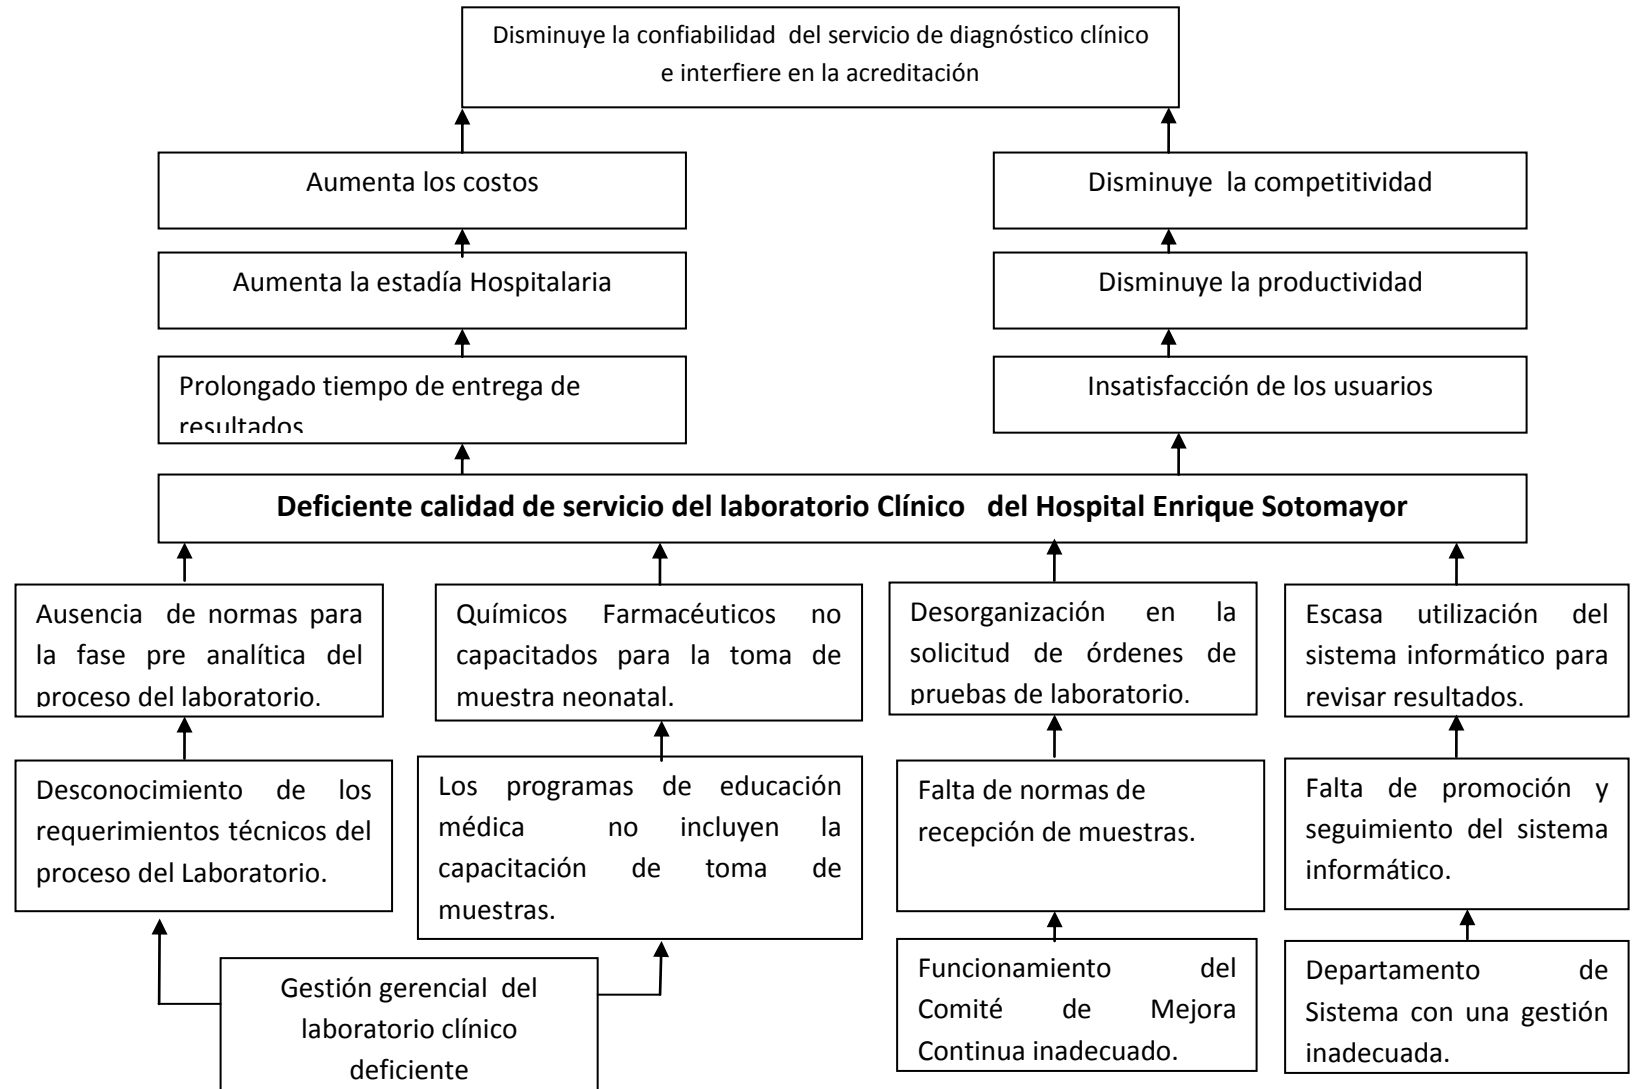 Disminuye la confiabilidad del servicio de diagnóstico clínico
e interfiere en la acreditación
Aumenta los costos
Disminuye la competitividad
Aumenta la estadía Hospitalaria
Disminuye la productividad
Prolongado tiempo de entrega de
resultados
Insatisfacción de los usuarios
Deficiente calidad de servicio del laboratorio Clínico del Hospital Enrique Sotomayor
Ausencia de normas para
la fase pre analítica del
proceso del laboratorio.
Químicos Farmacéuticos no
capacitados para la toma de
muestra neonatal.
Desorganización en la
solicitud de órdenes de
pruebas de laboratorio.
Escasa utilización del
sistema informático para
revisar resultados.
Desconocimiento de los
requerimientos técnicos del
proceso del Laboratorio.
Los programas de educación
médica no incluyen la
capacitación de toma de
muestras.
Falta de normas de
recepción de muestras.
Falta de promoción y
seguimiento del sistema
informático.
Gestión gerencial del
laboratorio clínico
deficiente
Funcionamiento del
Comité de Mejora
Continua inadecuado.
Departamento de
Sistema con una gestión
inadecuada.